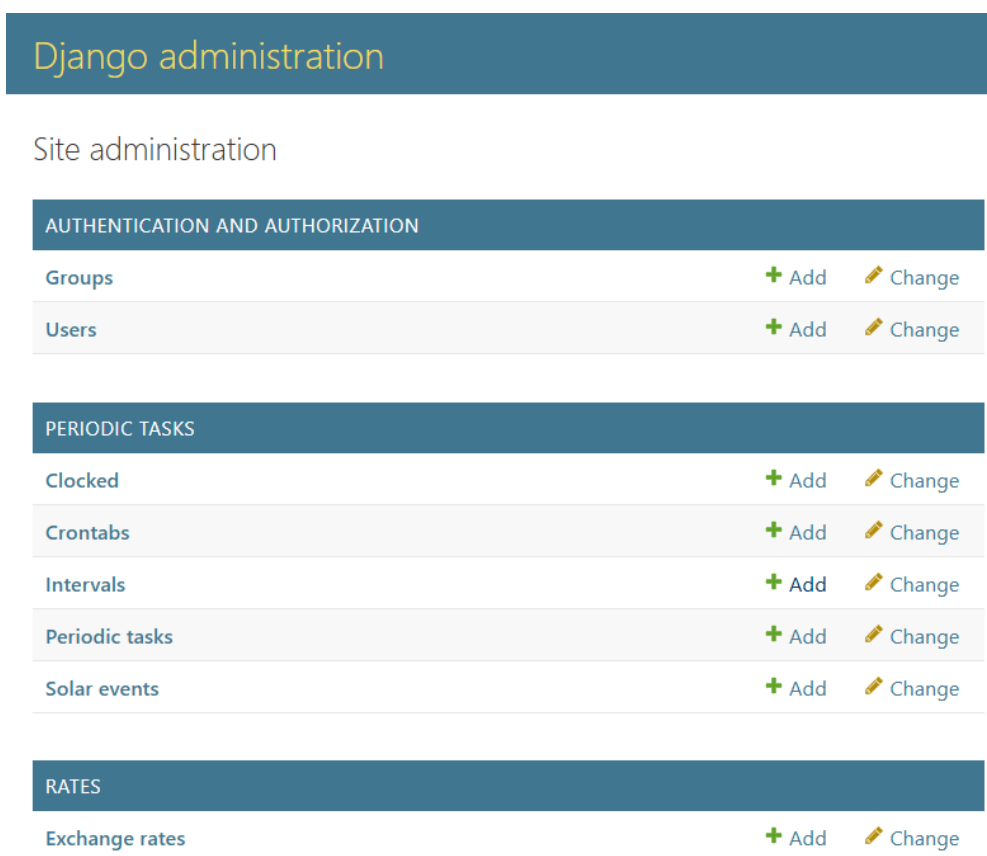 Django administration
Site administration
AUTHENTICATION AND AUTHORIZATION
Groups Add Change
Users Add Change
PERIODIC TASKS
Clocked Add Change
Crontabs Add Change
Intervals Add Change
Periodic tasks Add Change
Solar events Add Change
RATES
Exchange rates Add Change